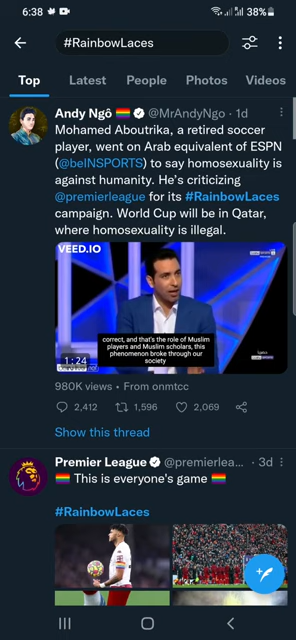 6:38 38%
#RainbowLaces
Top Latest People Photos Videos
Andy Ngô 🏳️‍🌈 @MrAndyNgo · 1d
Mohamed Aboutrika, a retired soccer
player, went on Arab equivalent of ESPN
(@beINSPORTS) to say homosexuality is
against humanity. He's criticizing
@premierleague for its #RainbowLaces
campaign. World Cup will be in Qatar,
where homosexuality is illegal.
VEED.IO
correct, and that's the role of Muslim
players and Muslim scholars, this
phenomenon broke through our
society
1:24
980K views • From onmtcc
2,412 1,596 2,069
Show this thread
Premier League @premierlea... · 3d
🏳️‍🌈 This is everyone's game 🏳️‍🌈
#RainbowLaces